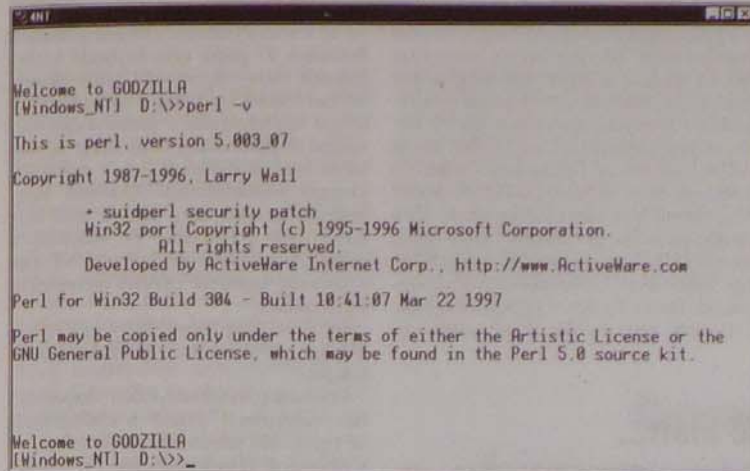 4NT
Welcome to GODZILLA
[Windows_NT]  D:\>>perl -v
This is perl, version 5.003_07
Copyright 1987-1996, Larry Wall
+ suidperl security patch
Win32 port Copyright (c) 1995-1996 Microsoft Corporation.
All rights reserved.
Developed by ActiveWare Internet Corp., http://www.ActiveWare.com
Perl for Win32 Build 304 - Built 10:41:07 Mar 22 1997
Perl may be copied only under the terms of either the Artistic License or the
GNU General Public License, which may be found in the Perl 5.0 source kit.
Welcome to GODZILLA
[Windows_NT]  D:\>>_